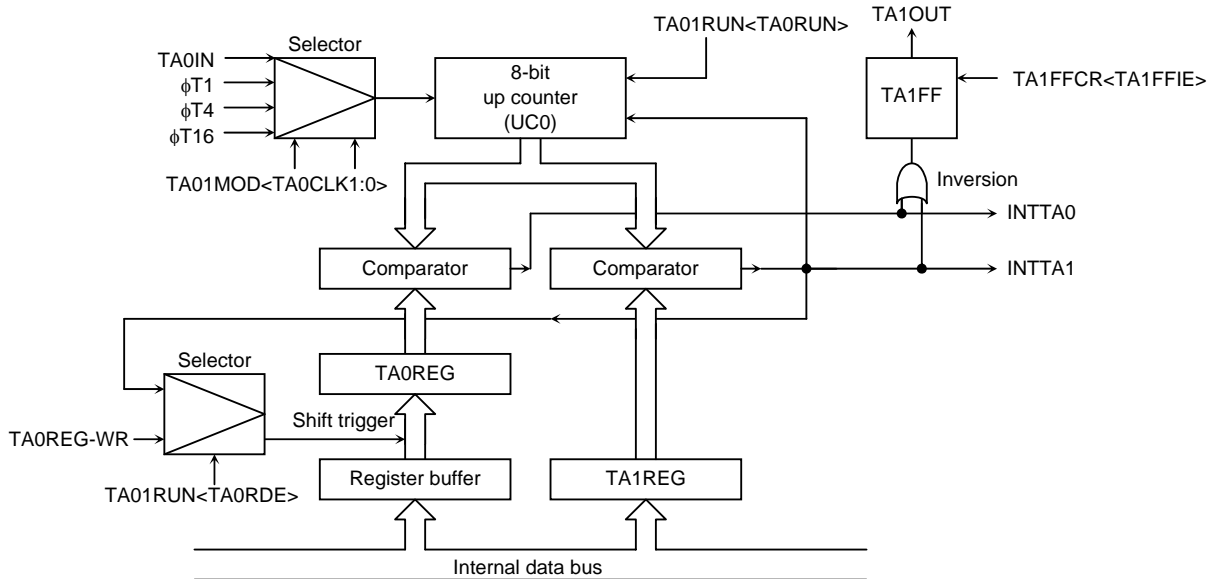 TA1OUT
TA01RUN<TA0RUN>
Selector
TA0IN
ϕT1
ϕT4
ϕT16
8-bit
up counter
(UC0)
TA1FF
TA1FFCR<TA1FFIE>
TA01MOD<TA0CLK1:0>
Inversion
INTTA0
Comparator
Comparator
INTTA1
Selector
TA0REG
Shift trigger
TA0REG-WR
Register buffer
TA1REG
TA01RUN<TA0RDE>
Internal data bus